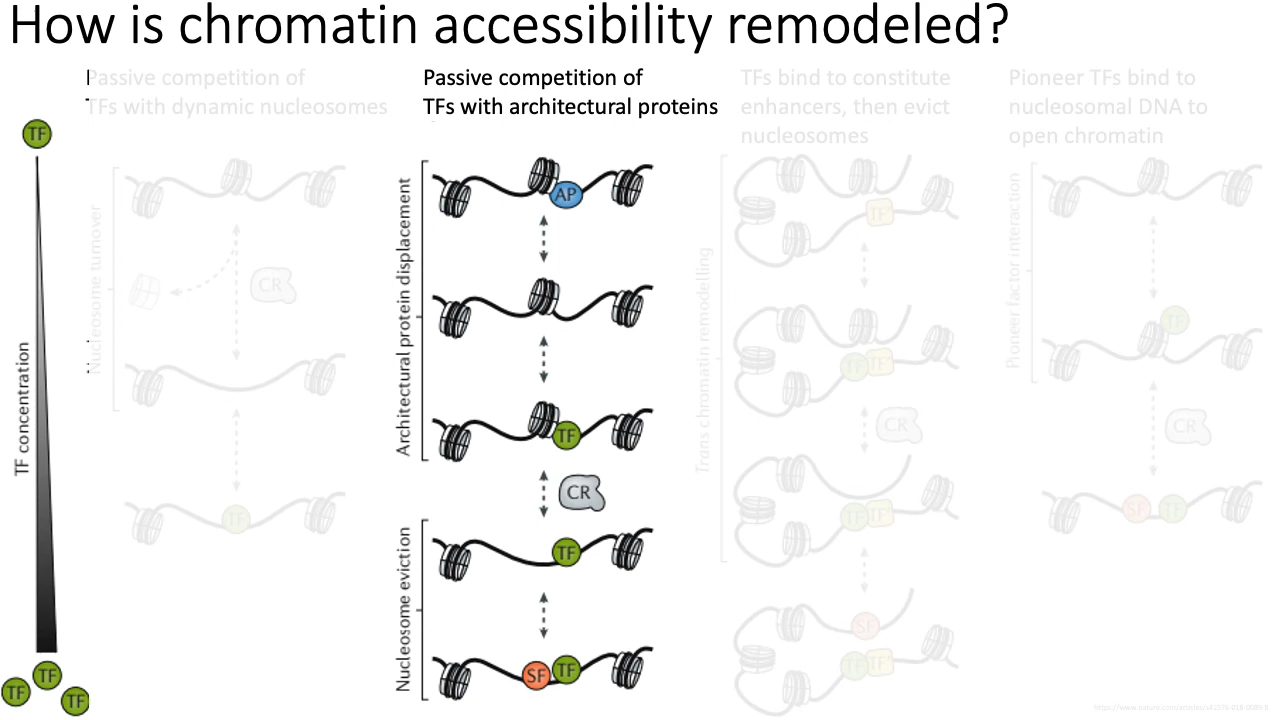 How is chromatin accessibility remodeled?
Passive competition of
TFs with dynamic nucleosomes
Passive competition of
TFs with architectural proteins
TFs bind to constitute
enhancers, then evict
nucleosomes
Pioneer TFs bind to
nucleosomal DNA to
open chromatin
TF
TF concentration
TF
TF
TF
Nucleosome turnover
CR
TF
Architectural protein displacement
AP
TF
CR
Nucleosome eviction
TF
SF
TF
Trans chromatin remodelling
TF
TF
TF
CR
TF
TF
SF
TF
TF
Pioneer factor interaction
TF
CR
SF
TF